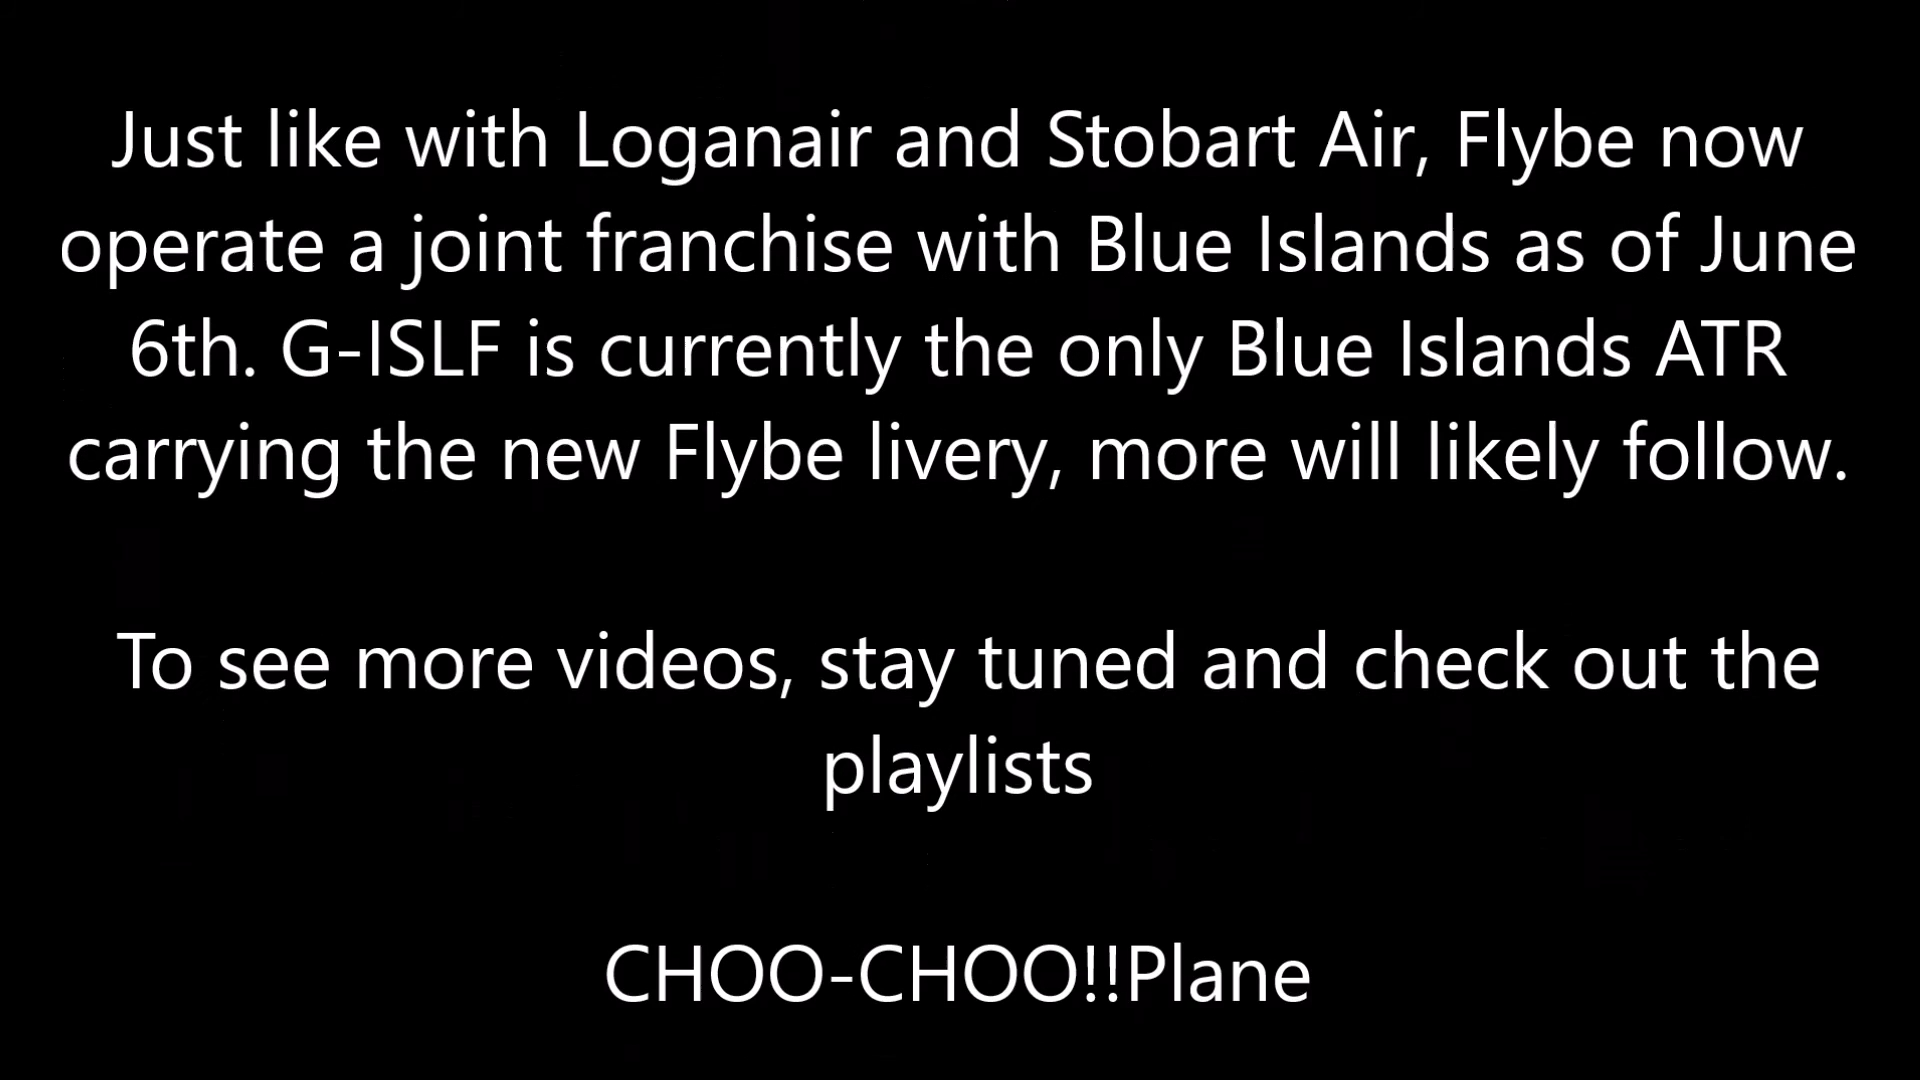 Just like with Loganair and Stobart Air, Flybe now
operate a joint franchise with Blue Islands as of June
6th. G-ISLF is currently the only Blue Islands ATR
carrying the new Flybe livery, more will likely follow.
To see more videos, stay tuned and check out the
playlists
CHOO-CHOO!!Plane